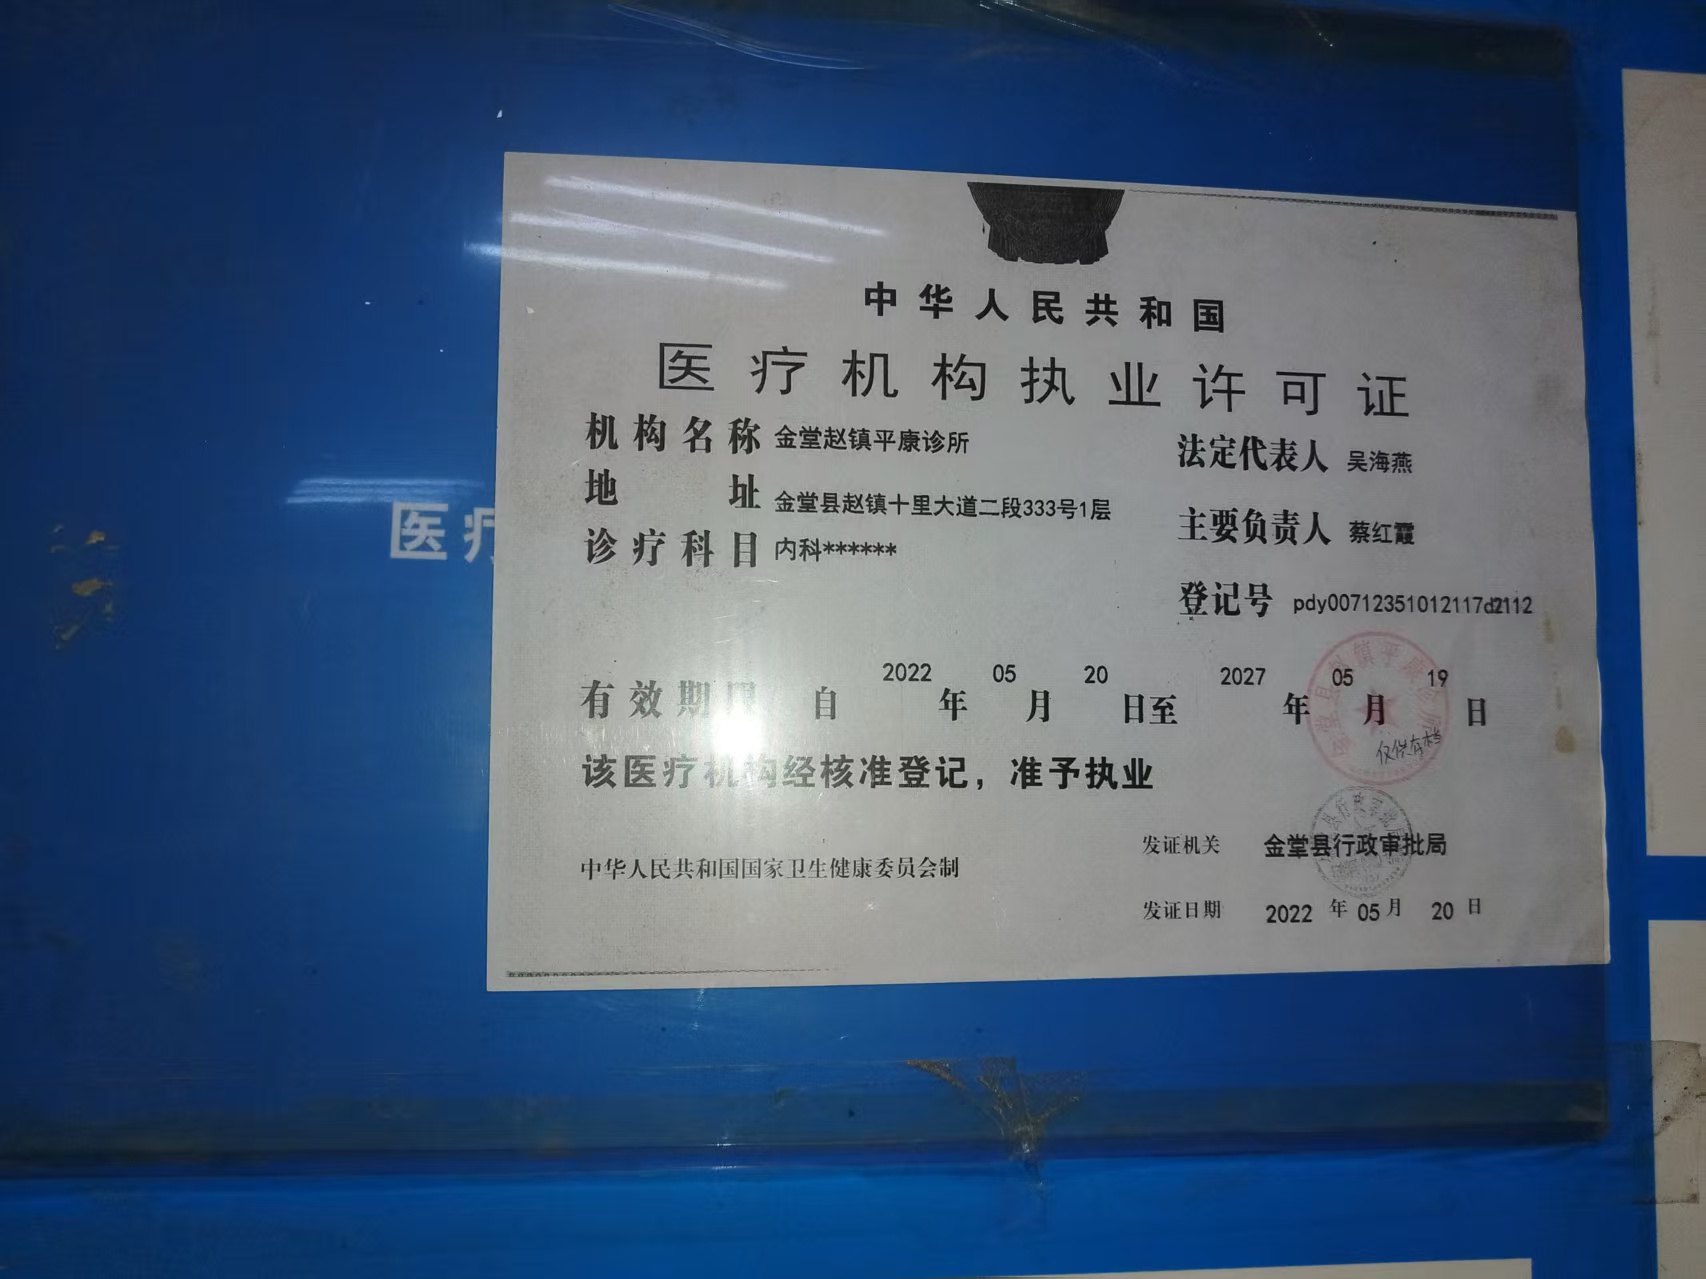 中华人民共和国
医疗机构执业许可证
机构名称 金堂赵镇平康诊所
法定代表人 吴海燕
地址 金堂县赵镇十里大道二段333号1层
主要负责人 蔡红霞
诊疗科目 内科******
登记号 pdy00712351012117d2112
有效期限 自 2022 年 05 月 20 日至 2027 年 05 月 19 日
仅供存档
该医疗机构经核准登记，准予执业
发证机关 金堂县行政审批局
中华人民共和国国家卫生健康委员会制
发证日期 2022 年 05 月 20 日
医疗